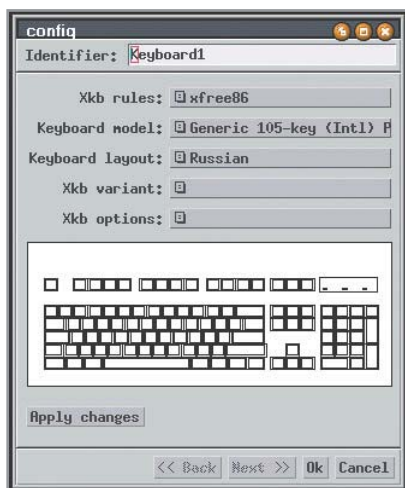 config
Identifier: Keyboard1
Xkb rules: xfree86
Keyboard model: Generic 105-key (Intl) P
Keyboard layout: Russian
Xkb variant:
Xkb options:
Apply changes
<< Back Next >> Ok Cancel